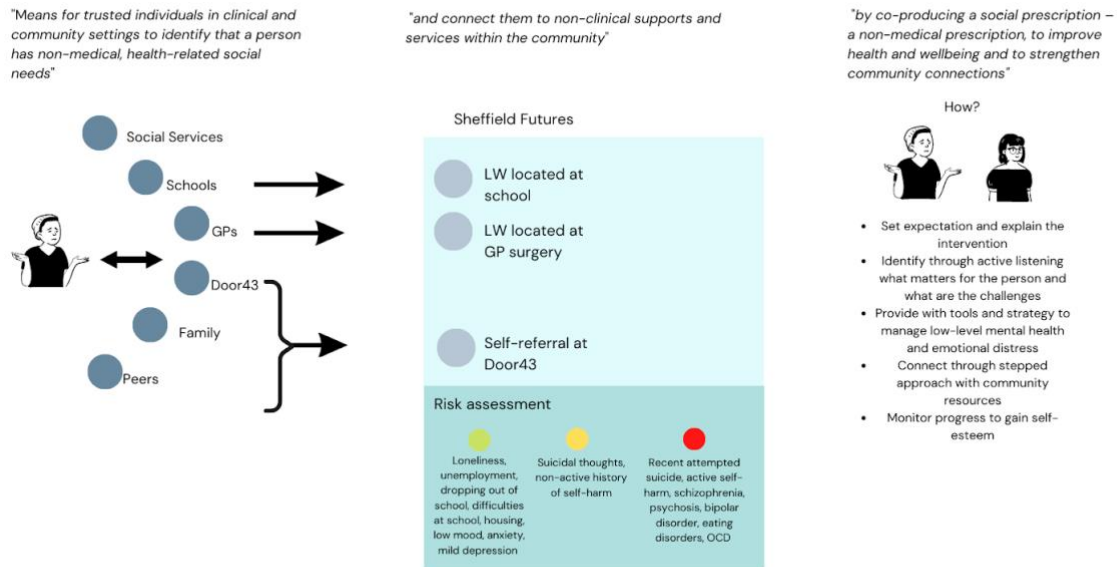 "Means for trusted individuals in clinical and
community settings to identify that a person
has non-medical, health-related social
needs"
Social Services
Schools
GPs
Door43
Family
Peers
"and connect them to non-clinical supports and
services within the community"
Sheffield Futures
LW located at
school
LW located at
GP surgery
Self-referral at
Door43
Risk assessment
Loneliness,
unemployment,
dropping out of
school, difficulties
at school, housing,
low mood, anxiety,
mild depression
Suicidal thoughts,
non-active history
of self-harm
Recent attempted
suicide, active self-
harm, schizophrenia,
psychosis, bipolar
disorder, eating
disorders, OCD
"by co-producing a social prescription –
a non-medical prescription, to improve
health and wellbeing and to strengthen
community connections"
How?
• Set expectation and explain the
intervention
• Identify through active listening
what matters for the person and
what are the challenges
• Provide with tools and strategy to
manage low-level mental health
and emotional distress
• Connect through stepped
approach with community
resources
• Monitor progress to gain self-
esteem